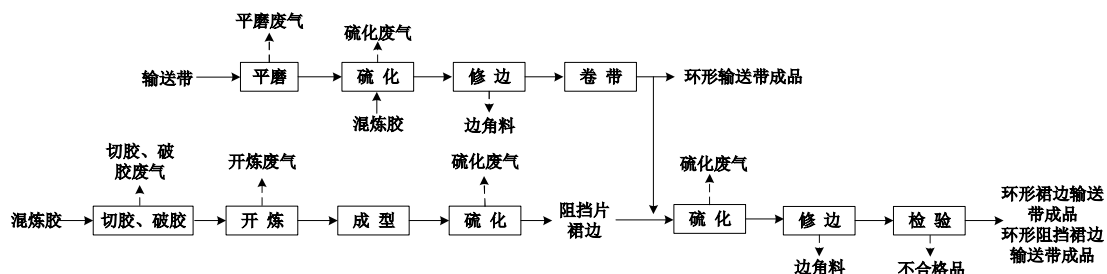 平磨废气
硫化废气
输送带
平磨
硫 化
修 边
卷 带
环形输送带成品
混炼胶
边角料
切胶、破
胶废气
开炼废气
硫化废气
硫化废气
混炼胶
切胶、破胶
开 炼
成 型
硫 化
阻挡片
裙边
硫 化
修 边
检 验
环形裙边输送
带成品
环形阻挡裙边
输送带成品
边角料
不合格品